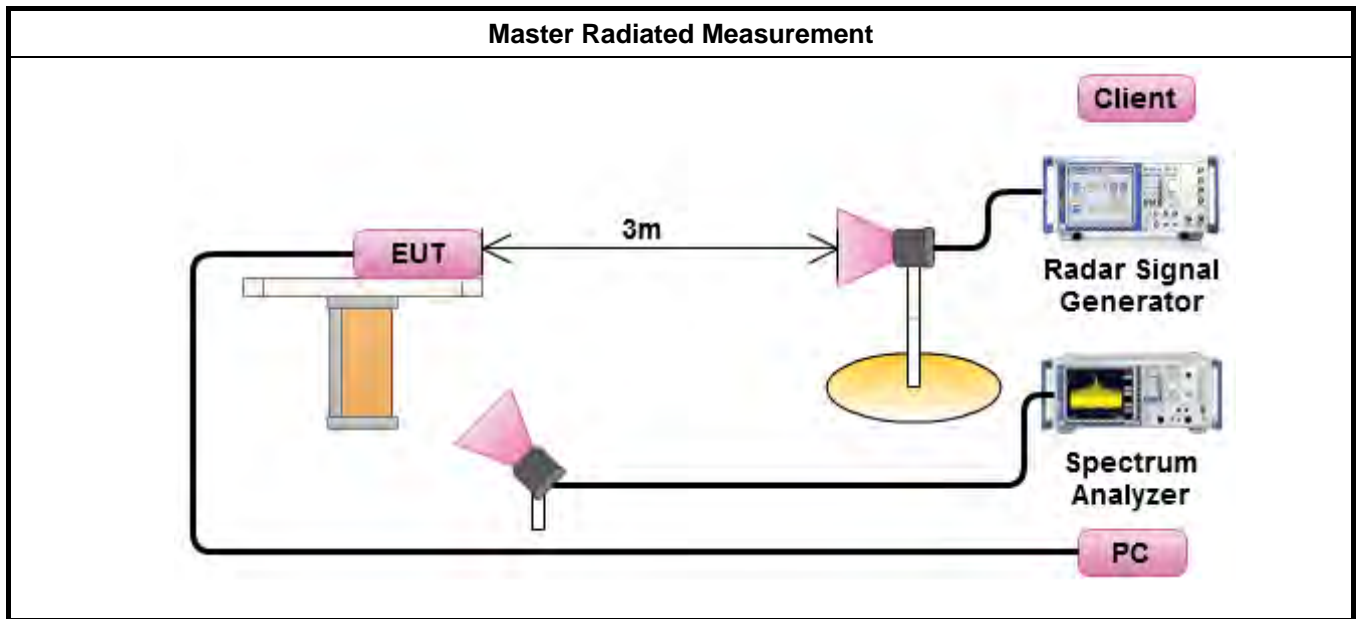 Master Radiated Measurement
Client
3m
EUT
Radar Signal
Generator
Spectrum
Analyzer
PC